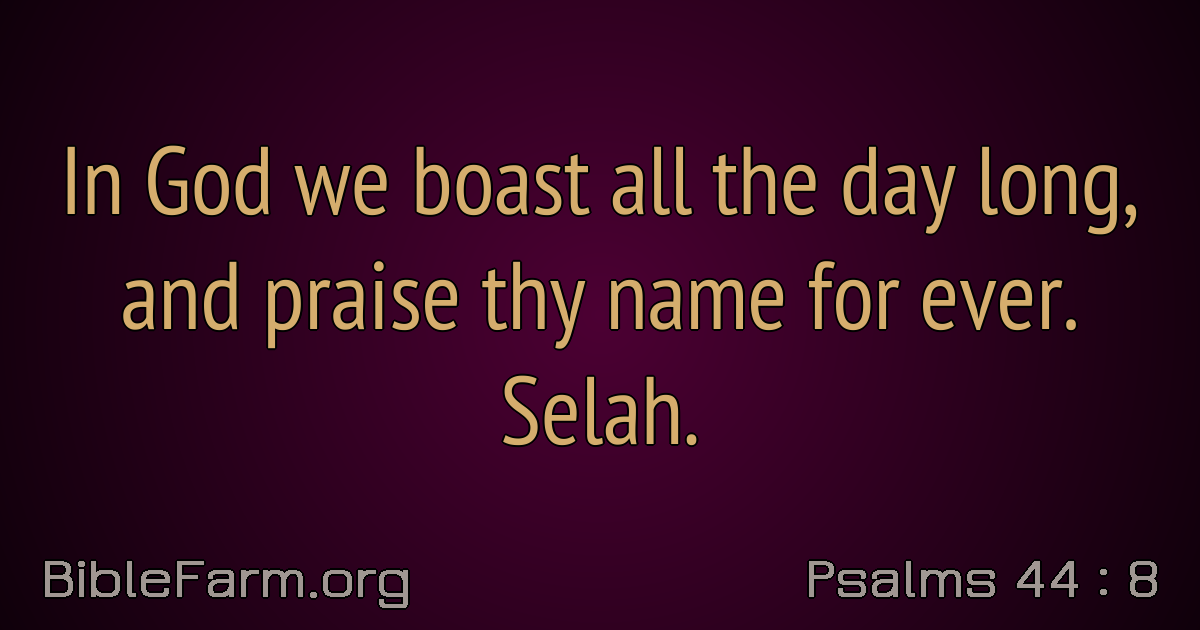 In God we boast all the day long,
and praise thy name for ever.
Selah.
BibleFarm.org
Psalms 44 : 8